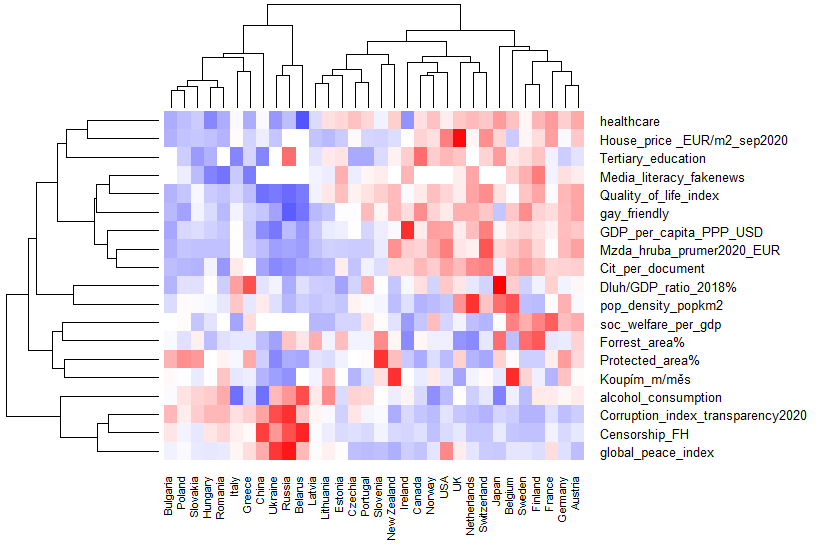 healthcare
House_price _EUR/m2_sep2020
Tertiary_education
Media_literacy_fakenews
Quality_of_life_index
gay_friendly
GDP_per_capita_PPP_USD
Mzda_hruba_prumer2020_EUR
Cit_per_document
Dluh/GDP_ratio_2018%
pop_density_popkm2
soc_welfare_per_gdp
Forrest_area%
Protected_area%
Koupím_m/měs
alcohol_consumption
Corruption_index_transparency2020
Censorship_FH
global_peace_index
Bulgaria
Poland
Slovakia
Hungary
Romania
Italy
Greece
China
Ukraine
Russia
Belarus
Latvia
Lithuania
Estonia
Czechia
Portugal
Slovenia
New Zealand
Ireland
Canada
Norway
USA
UK
Netherlands
Switzerland
Japan
Belgium
Sweden
Finland
France
Germany
Austria